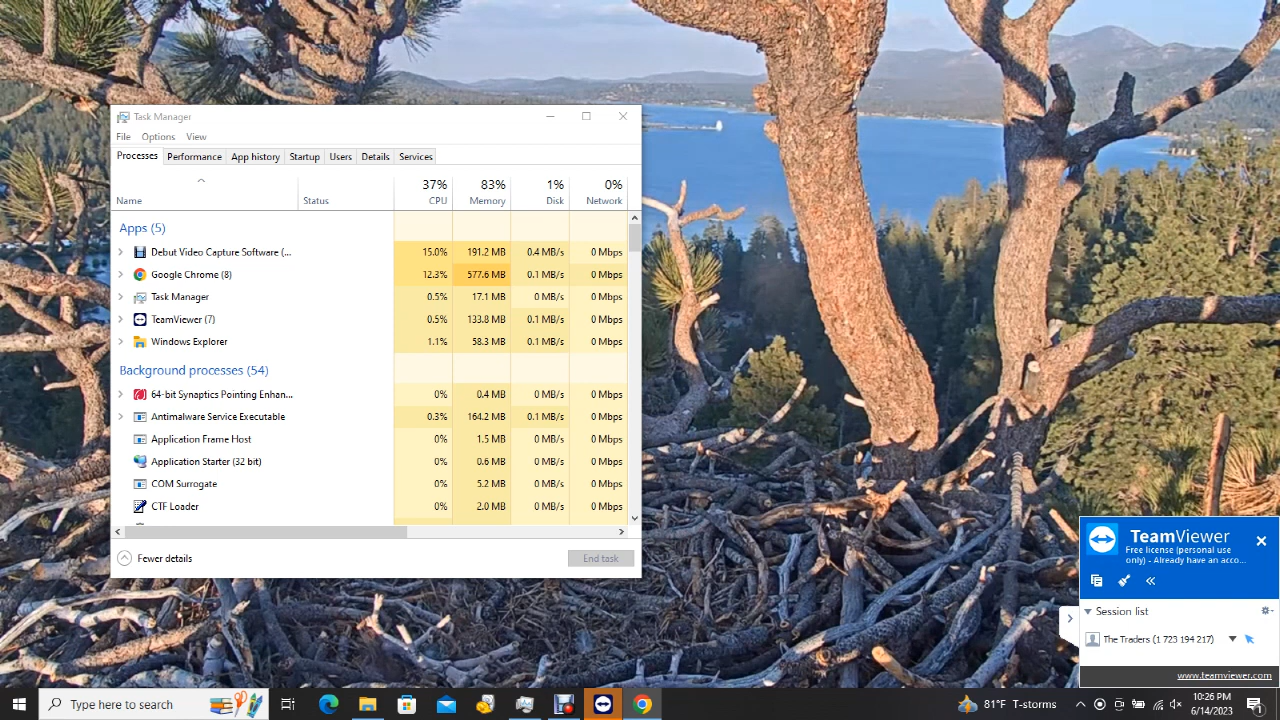 Task Manager
File Options View
Processes Performance App history Startup Users Details Services
37% 83% 1% 0%
Name Status CPU Memory Disk Network
Apps (5)
Debut Video Capture Software (... 15.0% 191.2 MB 0.4 MB/s 0 Mbps
Google Chrome (8) 12.3% 577.6 MB 0.1 MB/s 0 Mbps
Task Manager 0.5% 17.1 MB 0 MB/s 0 Mbps
TeamViewer (7) 0.5% 133.8 MB 0.1 MB/s 0 Mbps
Windows Explorer 1.1% 58.3 MB 0.1 MB/s 0 Mbps
Background processes (54)
64-bit Synaptics Pointing Enhan... 0% 0.4 MB 0 MB/s 0 Mbps
Antimalware Service Executable 0.3% 164.2 MB 0.1 MB/s 0 Mbps
Application Frame Host 0% 1.5 MB 0 MB/s 0 Mbps
Application Starter (32 bit) 0% 0.6 MB 0 MB/s 0 Mbps
COM Surrogate 0% 5.2 MB 0 MB/s 0 Mbps
CTF Loader 0% 2.0 MB 0 MB/s 0 Mbps
Fewer details End task
TeamViewer
Free license (personal use
only) - Already have an acco...
Session list
The Traders (1 723 194 217)
www.teamviewer.com
Type here to search
81°F T-storms
10:26 PM
6/14/2023
1